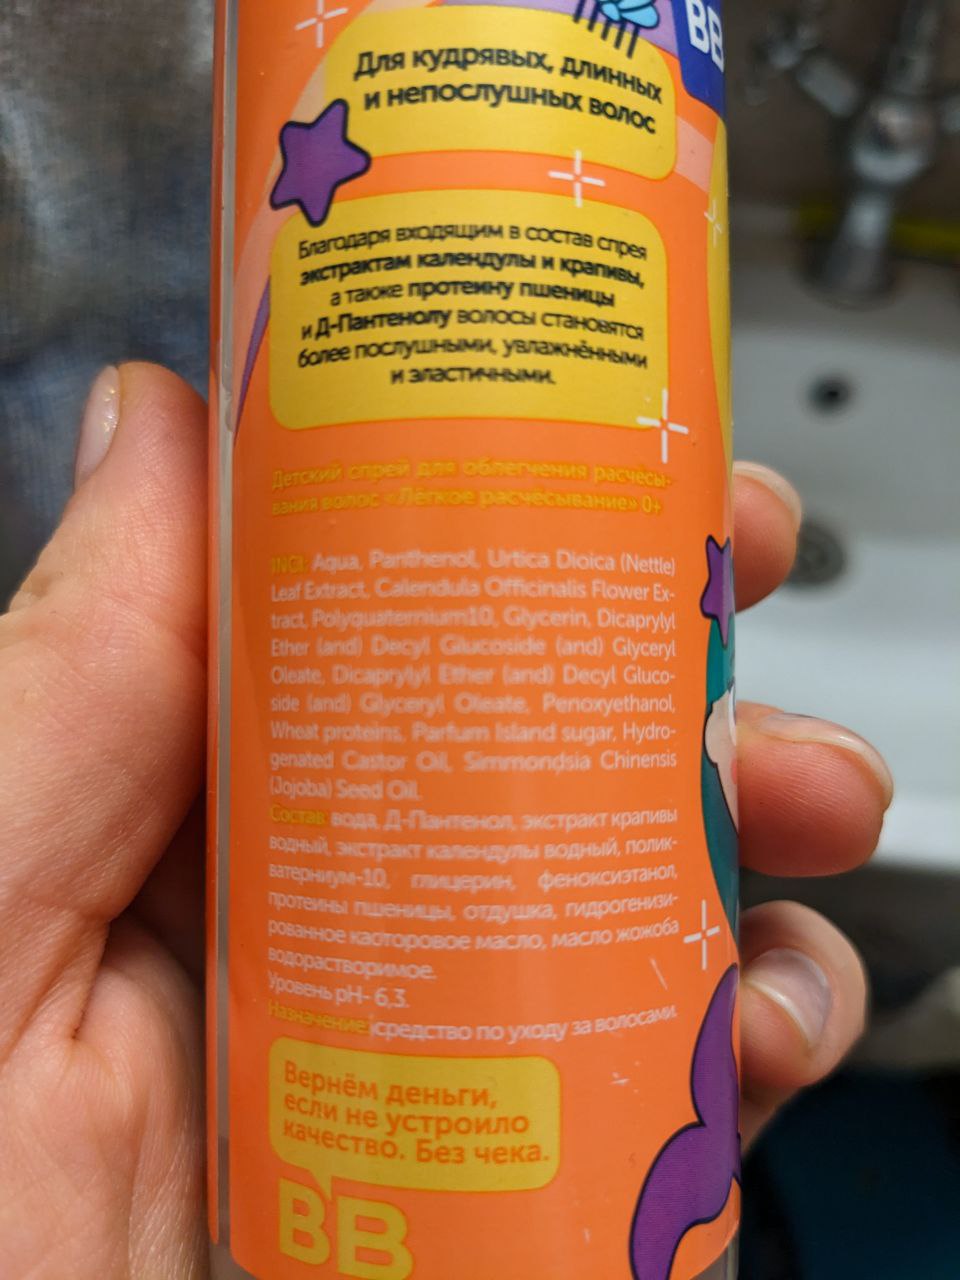 BB
Для кудрявых, длинных
и непослушных волос
Благодаря входящим в состав спрея
экстрактам календулы и крапивы,
а также протеину пшеницы
и Д-Пантенолу волосы становятся
более послушными, увлажнёнными
и эластичными.
Детский спрей для облегчения расчёсы-
вания волос «Лёгкое расчёсывание» 0+
INCI: Aqua, Panthenol, Urtica Dioica (Nettle)
Leaf Extract, Calendula Officinalis Flower Ex-
tract, Polyquaternium10, Glycerin, Dicaprylyl
Ether (and) Decyl Glucoside (and) Glyceryl
Oleate, Dicaprylyl Ether (and) Decyl Gluco-
side (and) Glyceryl Oleate, Penoxyethanol,
Wheat proteins, Parfum Island sugar, Hydro-
genated Castor Oil, Simmondsia Chinensis
(Jojoba) Seed Oil.
Состав: вода, Д-Пантенол, экстракт крапивы
водный, экстракт календулы водный, полик-
ватерниум-10, глицерин, феноксиэтанол,
протеины пшеницы, отдушка, гидрогенизи-
рованное касторовое масло, масло жожоба
водорастворимое.
Уровень pH- 6,3.
Назначение: средство по уходу за волосами.
Вернём деньги,
если не устроило
качество. Без чека.
BB